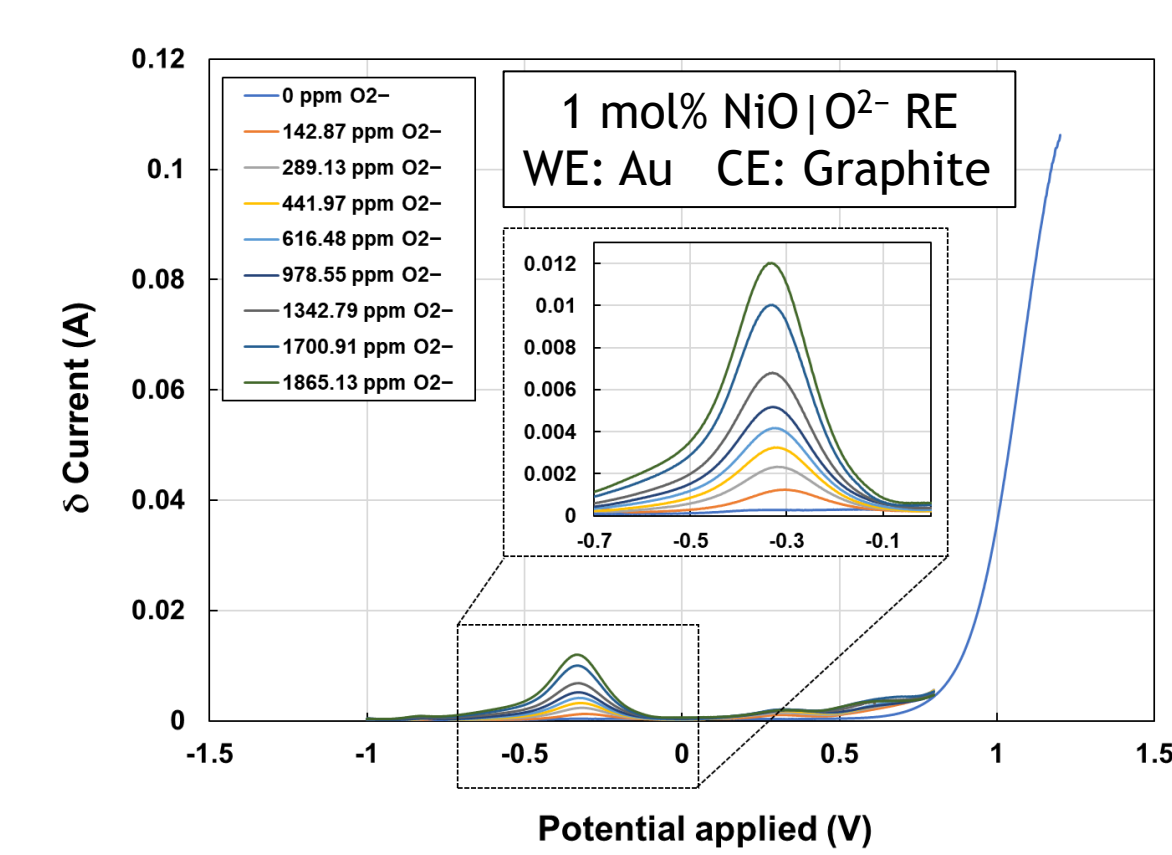 0.12
0.1
0.08
0.06
0.04
0.02
0
δ Current (A)
0 ppm O2−
142.87 ppm O2−
289.13 ppm O2−
441.97 ppm O2−
616.48 ppm O2−
978.55 ppm O2−
1342.79 ppm O2−
1700.91 ppm O2−
1865.13 ppm O2−
1 mol% NiO|O²⁻ RE
WE: Au CE: Graphite
0.012
0.01
0.008
0.006
0.004
0.002
0
-0.7 -0.5 -0.3 -0.1
-1.5 -1 -0.5 0 0.5 1 1.5
Potential applied (V)